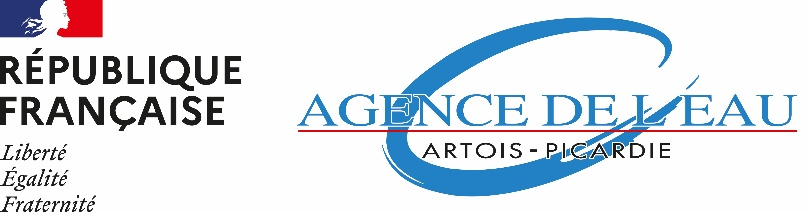 RÉPUBLIQUE
FRANÇAISE
Liberté
Égalité
Fraternité
AGENCE DE L'EAU
ARTOIS - PICARDIE